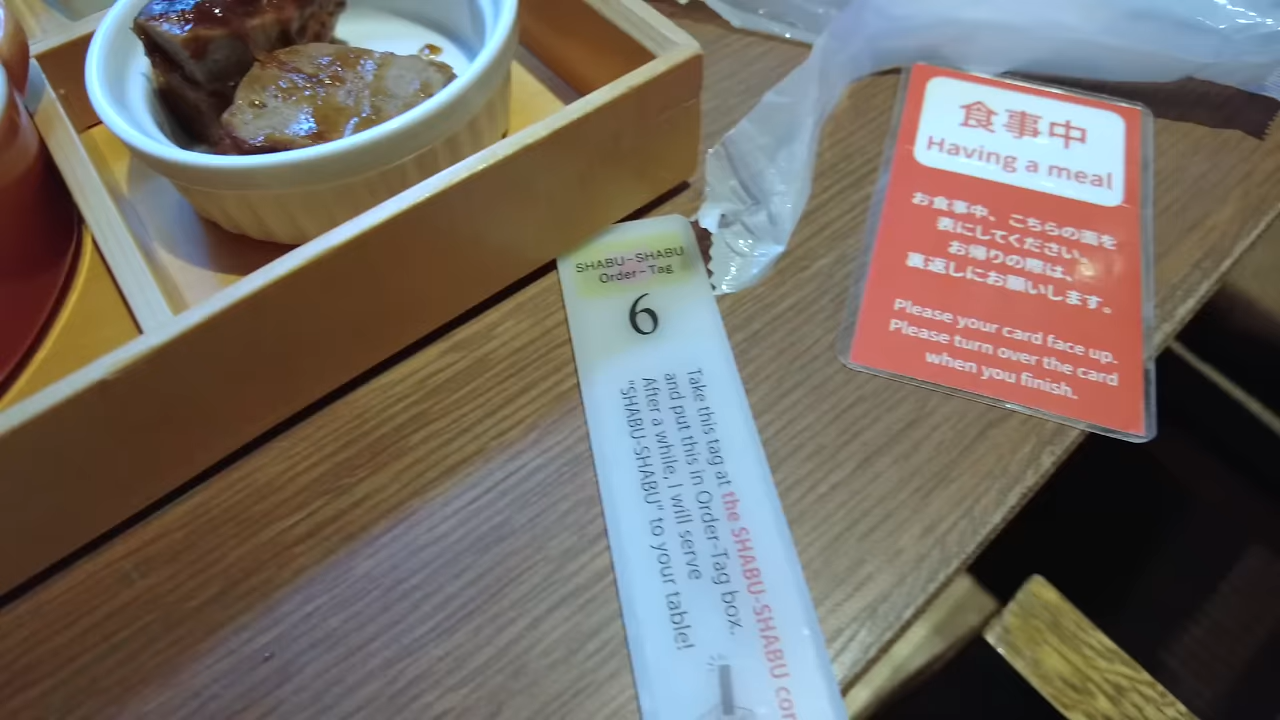 SHABU-SHABU
Order-Tag
6
Take this tag at the SHABU-SHABU
and put this in Order-Tag box.
After a while, I will serve
"SHABU-SHABU" to your table!
食事中
Having a meal
お食事中、こちらの面を
表にしてください。
お帰りの際は、
裏返しにお願いします。
Please your card face up.
Please turn over the card
when you finish.